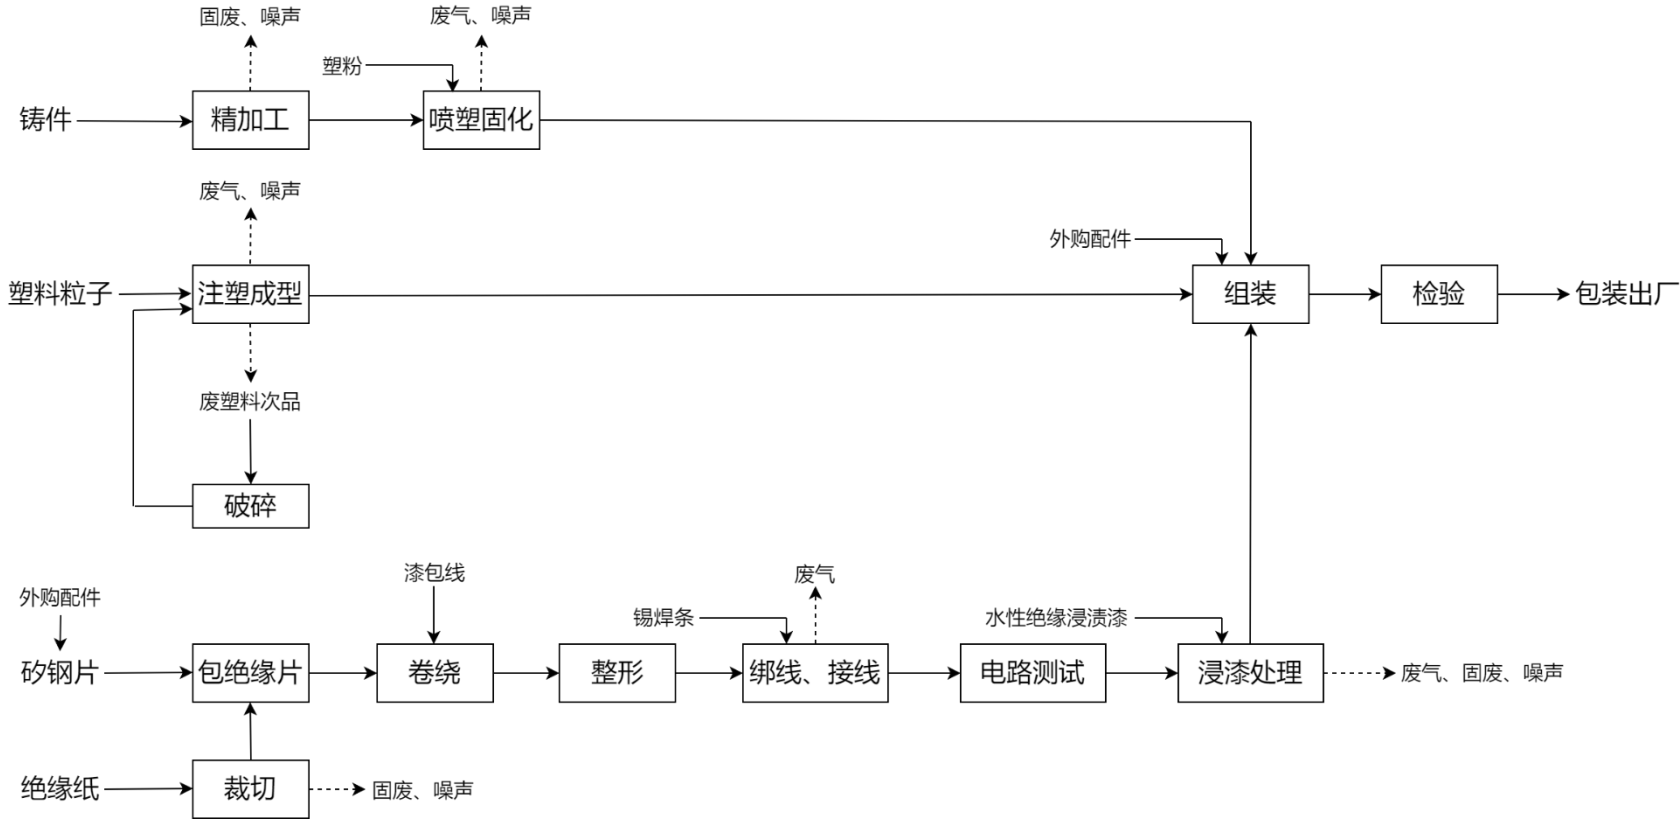 固废、噪声
废气、噪声
塑粉
铸件
精加工
喷塑固化
废气、噪声
外购配件
塑料粒子
注塑成型
组装
检验
包装出厂
废塑料次品
破碎
漆包线
废气
外购配件
锡焊条
水性绝缘浸渍漆
矽钢片
包绝缘片
卷绕
整形
绑线、接线
电路测试
浸漆处理
废气、固废、噪声
绝缘纸
裁切
固废、噪声